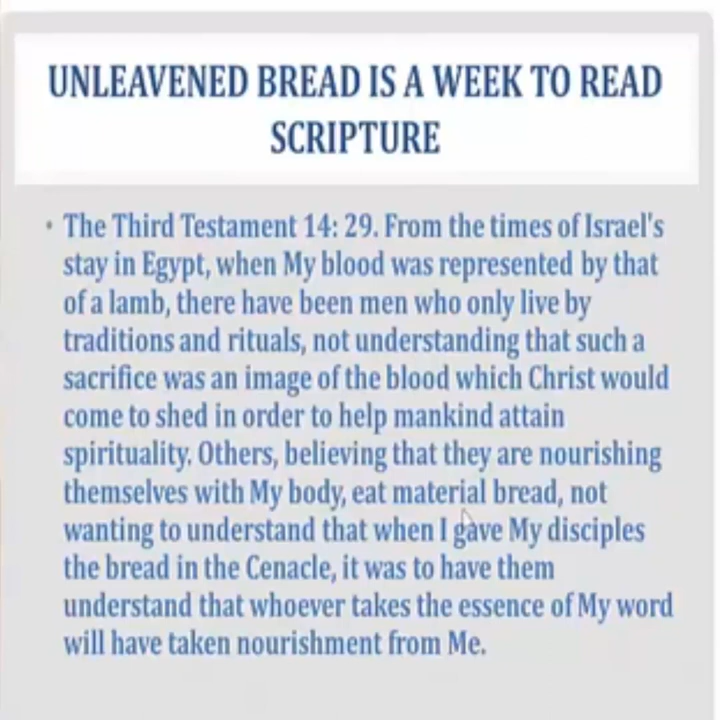 UNLEAVENED BREAD IS A WEEK TO READ
SCRIPTURE
• The Third Testament 14: 29. From the times of Israel's
stay in Egypt, when My blood was represented by that
of a lamb, there have been men who only live by
traditions and rituals, not understanding that such a
sacrifice was an image of the blood which Christ would
come to shed in order to help mankind attain
spirituality. Others, believing that they are nourishing
themselves with My body, eat material bread, not
wanting to understand that when I gave My disciples
the bread in the Cenacle, it was to have them
understand that whoever takes the essence of My word
will have taken nourishment from Me.